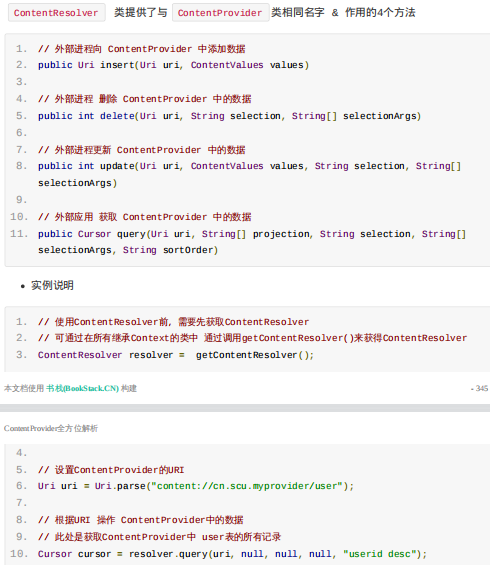 ContentResolver 类提供了与 ContentProvider 类相同名字 & 作用的4个方法
1. // 外部进程向 ContentProvider 中添加数据
2. public Uri insert(Uri uri, ContentValues values)
3.
4. // 外部进程 删除 ContentProvider 中的数据
5. public int delete(Uri uri, String selection, String[] selectionArgs)
6.
7. // 外部进程更新 ContentProvider 中的数据
8. public int update(Uri uri, ContentValues values, String selection, String[]
selectionArgs)
9.
10. // 外部应用 获取 ContentProvider 中的数据
11. public Cursor query(Uri uri, String[] projection, String selection, String[]
selectionArgs, String sortOrder)
• 实例说明
1. // 使用ContentResolver前, 需要先获取ContentResolver
2. // 可通过在所有继承Context的类中 通过调用getContentResolver()来获得ContentResolver
3. ContentResolver resolver =  getContentResolver();
本文档使用 书栈(BookStack.CN) 构建 - 345
ContentProvider全方位解析
4.
5. // 设置ContentProvider的URI
6. Uri uri = Uri.parse("content://cn.scu.myprovider/user");
7.
8. // 根据URI 操作 ContentProvider中的数据
9. // 此处是获取ContentProvider中 user表的所有记录
10. Cursor cursor = resolver.query(uri, null, null, null, "userid desc");